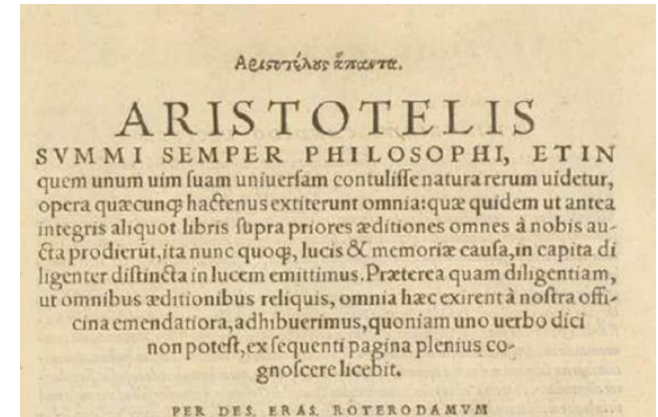 Ἀριστοτέλους ἅπαντα.
ARISTOTELIS
SVMMI SEMPER PHILOSOPHI, ET IN
quem unum uim ſuam uniuerſam contuliſſe natura rerum uidetur,
opera quæcunqꝫ hactenus extiterunt omnia: quæ quidem ut antea
integris aliquot libris ſupra priores æditiones omnes à nobis au-
cta prodierūt, ita nunc quoqꝫ, lucis & memoriæ cauſa, in capita di
ligenter diſtincta in lucem emittimus. Præterea quam diligentiam,
ut omnibus æditionibus reliquis, omnia hæc exirent à noſtra offi-
cina emendatiora, adhibuerimus, quoniam uno uerbo dici
non poteſt, ex ſequenti pagina plenius co-
gnoſcere licebit.
PER DES. ERAS. ROTERODAMVM